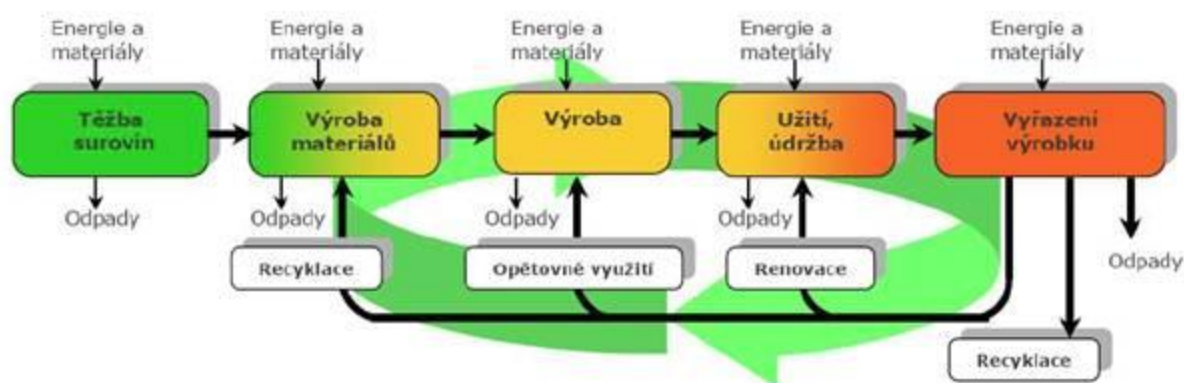 Energie a
materiály
Energie a
materiály
Energie a
materiály
Energie a
materiály
Energie a
materiály
Těžba
surovin
Výroba
materiálů
Výroba
Užití,
údržba
Vyřazení
výrobku
Odpady
Odpady
Odpady
Odpady
Odpady
Recyklace
Opětovné využití
Renovace
Recyklace